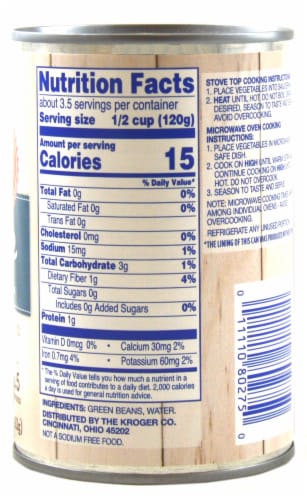 Nutrition Facts
about 3.5 servings per container
Serving size 1/2 cup (120g)
Amount per serving
Calories 15
% Daily Value*
Total Fat 0g 0%
Saturated Fat 0g 0%
Trans Fat 0g
Cholesterol 0mg 0%
Sodium 15mg 1%
Total Carbohydrate 3g 1%
Dietary Fiber 1g 4%
Total Sugars 0g
Includes 0g Added Sugars 0%
Protein 1g
Vitamin D 0mcg 0% • Calcium 30mg 2%
Iron 0.7mg 4% • Potassium 60mg 2%
* The % Daily Value tells you how much a nutrient in a
serving of food contributes to a daily diet. 2,000 calories
a day is used for general nutrition advice.
INGREDIENTS: GREEN BEANS, WATER.
DISTRIBUTED BY THE KROGER CO.
CINCINNATI, OHIO 45202
NOT A SODIUM FREE FOOD.
STOVE TOP COOKING
1. PLACE VEGETABLES IN
2. HEAT UNTIL HOT, DO NOT
DESIRED, SEASON TO
AVOID OVERCOOKING.
MICROWAVE OVEN COOKING
INSTRUCTIONS:
1. PLACE VEGETABLES IN
SAFE DISH.
2. COOK ON HIGH UNTIL
CONTINUE COOKING ON
HOT, DO NOT OVERCOOK.
3. SEASON TO TASTE AND SERVE.
NOTE: MICROWAVE COOKING
AMONG INDIVIDUAL OVENS
OVERCOOKING.
REFRIGERATE ANY UNUSED
*THE LINING OF THIS CAN WAS PRODUCED
0 11110 80275 0